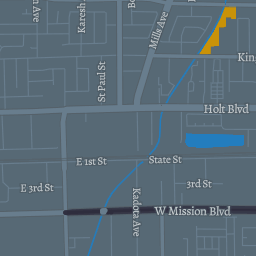 n Ave
Karesh
Mills Ave
Kin
St Paul St
Holt Blvd
E 1st St
State St
E 3rd St
3rd St
Kadota Ave
W Mission Blvd